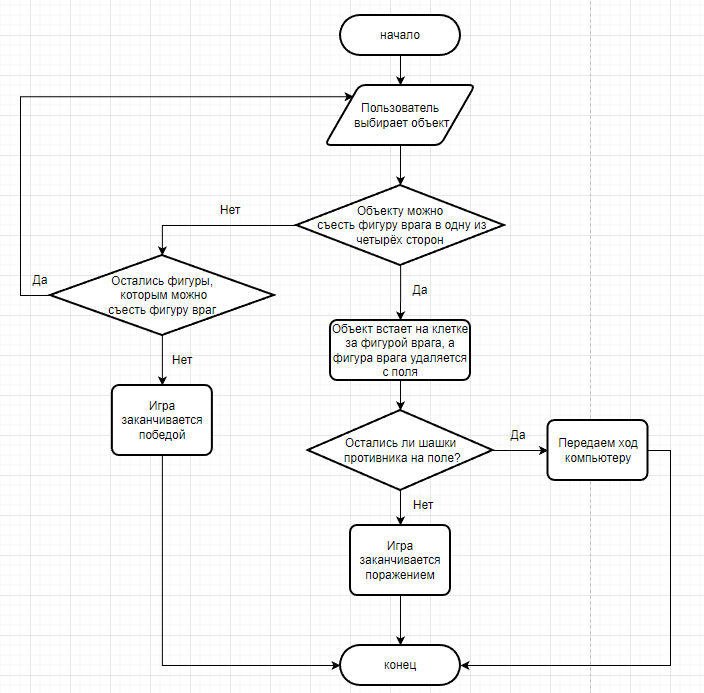 начало
Пользователь
выбирает объект
Нет
Объекту можно
съесть фигуру врага в одну из
четырёх сторон
Да
Остались фигуры,
которым можно
съесть фигуру враг
Да
Объект встает на клетке
за фигурой врага, а
фигура врага удаляется
с поля
Нет
Игра
заканчивается
победой
Остались ли шашки
противника на поле?
Да
Передаем ход
компьютеру
Нет
Игра
заканчивается
поражением
конец